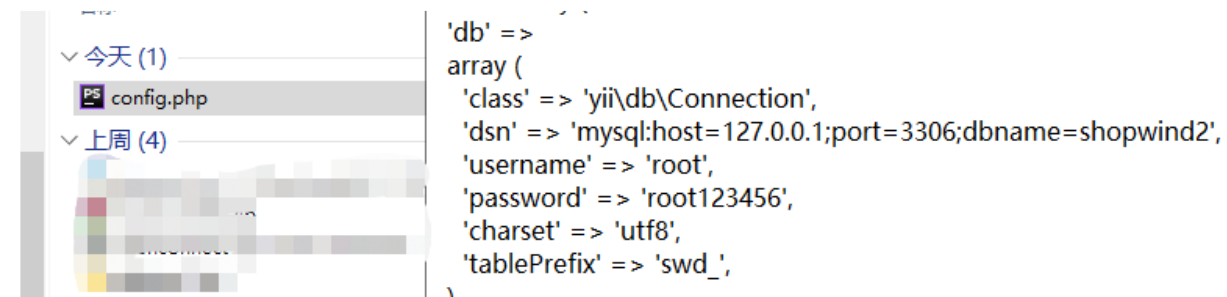 今天 (1)
config.php
上周 (4)
'db' =>
array (
'class' => 'yii\db\Connection',
'dsn' => 'mysql:host=127.0.0.1;port=3306;dbname=shopwind2',
'username' => 'root',
'password' => 'root123456',
'charset' => 'utf8',
'tablePrefix' => 'swd_',